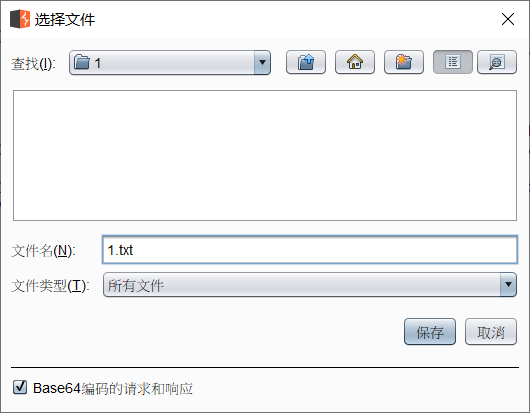 选择文件
查找(I): 1
文件名(N): 1.txt
文件类型(T): 所有文件
保存 取消
Base64编码的请求和响应